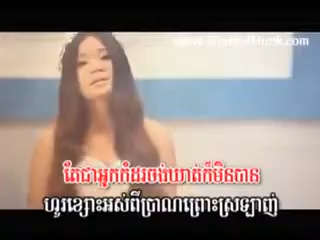 តែជាអ្នកកំដរចង់ឃាត់ក៏មិនបាន
ហូរខ្សោះអស់ពីប្រាណព្រោះស្រឡាញ់